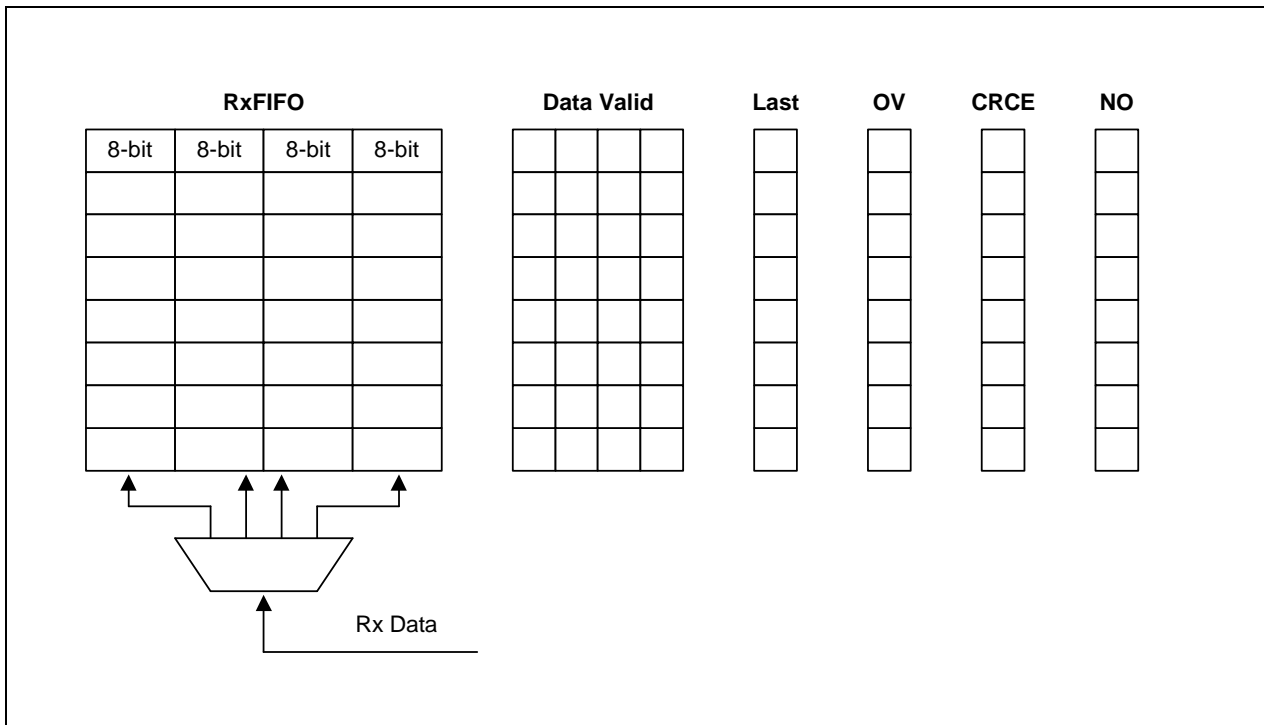 RxFIFO Data Valid Last OV CRCE NO
8-bit 8-bit 8-bit 8-bit
Rx Data